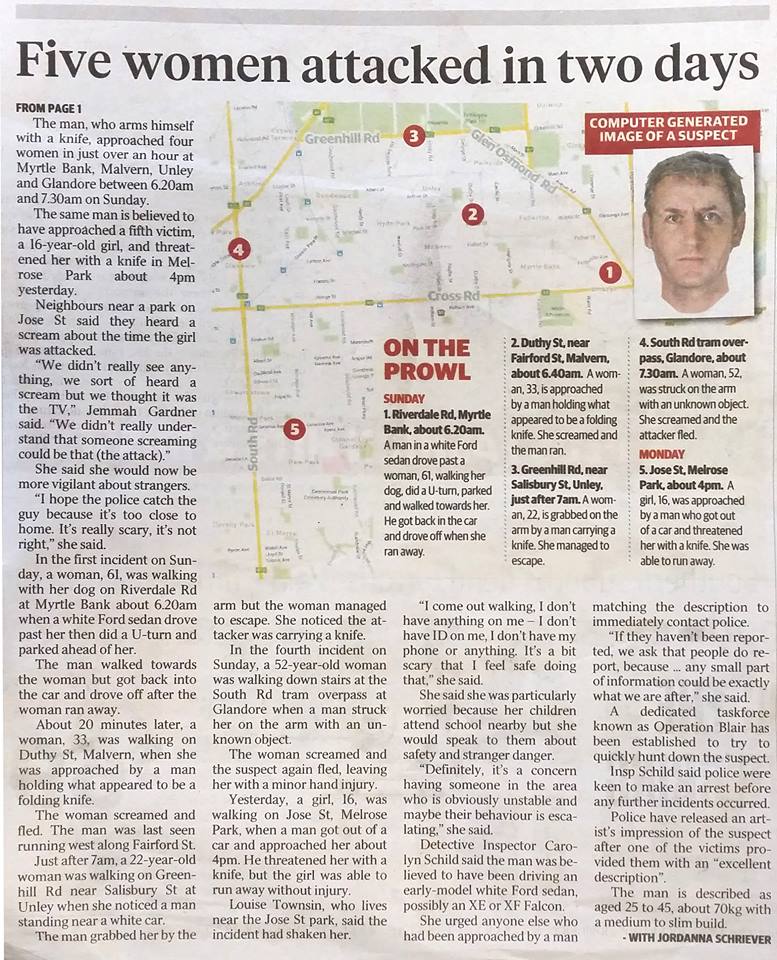 Five women attacked in two days
FROM PAGE 1
The man, who arms himself
with a knife, approached four
women in just over an hour at
Myrtle Bank, Malvern, Unley
and Glandore between 6.20am
and 7.30am on Sunday.
The same man is believed to
have approached a fifth victim,
a 16-year-old girl, and threat-
ened her with a knife in Mel-
rose Park about 4pm
yesterday.
Neighbours near a park on
Jose St said they heard a
scream about the time the girl
was attacked.
“We didn’t really see any-
thing, we sort of heard a
scream but we thought it was
the TV,” Jemmah Gardner
said. “We didn’t really under-
stand that someone screaming
could be that (the attack).”
She said she would now be
more vigilant about strangers.
“I hope the police catch the
guy because it’s too close to
home. It’s really scary, it’s not
right,” she said.
In the first incident on Sun-
day, a woman, 61, was walking
with her dog on Riverdale Rd
at Myrtle Bank about 6.20am
when a white Ford sedan drove
past her then did a U-turn and
parked ahead of her.
The man walked towards
the woman but got back into
the car and drove off after the
woman ran away.
About 20 minutes later, a
woman, 33, was walking on
Duthy St, Malvern, when she
was approached by a man
holding what appeared to be a
folding knife.
The woman screamed and
fled. The man was last seen
running west along Fairford St.
Just after 7am, a 22-year-old
woman was walking on Green-
hill Rd near Salisbury St at
Unley when she noticed a man
standing near a white car.
The man grabbed her by the
Greenhill Rd
Glen Osmond Rd
Cross Rd
South Rd
1
2
3
4
5
COMPUTER GENERATED
IMAGE OF A SUSPECT
ON THE
PROWL
SUNDAY
1. Riverdale Rd, Myrtle
Bank, about 6.20am.
A man in a white Ford
sedan drove past a
woman, 61, walking her
dog, did a U-turn, parked
and walked towards her.
He got back in the car
and drove off when she
ran away.
2. Duthy St, near
Fairford St, Malvern,
about 6.40am. A wom-
an, 33, is approached
by a man holding what
appeared to be a folding
knife. She screamed and
the man ran.
3. Greenhill Rd, near
Salisbury St, Unley,
just after 7am. A wom-
an, 22, is grabbed on the
arm by a man carrying a
knife. She managed to
escape.
4. South Rd tram over-
pass, Glandore, about
7.30am. A woman, 52,
was struck on the arm
with an unknown object.
She screamed and the
attacker fled.
MONDAY
5. Jose St, Melrose
Park, about 4pm. A
girl, 16, was approached
by a man who got out
of a car and threatened
her with a knife. She was
able to run away.
arm but the woman managed
to escape. She noticed the at-
tacker was carrying a knife.
In the fourth incident on
Sunday, a 52-year-old woman
was walking down stairs at the
South Rd tram overpass at
Glandore when a man struck
her on the arm with an un-
known object.
The woman screamed and
the suspect again fled, leaving
her with a minor hand injury.
Yesterday, a girl, 16, was
walking on Jose St, Melrose
Park, when a man got out of a
car and approached her about
4pm. He threatened her with a
knife, but the girl was able to
run away without injury.
Louise Townsin, who lives
near the Jose St park, said the
incident had shaken her.
“I come out walking, I don’t
have anything on me – I don’t
have ID on me, I don’t have my
phone or anything. It’s a bit
scary that I feel safe doing
that,” she said.
She said she was particularly
worried because her children
attend school nearby but she
would speak to them about
safety and stranger danger.
“Definitely, it’s a concern
having someone in the area
who is obviously unstable and
maybe their behaviour is esca-
lating,” she said.
Detective Inspector Caro-
lyn Schild said the man was be-
lieved to have been driving an
early-model white Ford sedan,
possibly an XE or XF Falcon.
She urged anyone else who
had been approached by a man
matching the description to
immediately contact police.
“If they haven’t been repor-
ted, we ask that people do re-
port, because ... any small part
of information could be exactly
what we are after,” she said.
A dedicated taskforce
known as Operation Blair has
been established to try to
quickly hunt down the suspect.
Insp Schild said police were
keen to make an arrest before
any further incidents occurred.
Police have released an art-
ist’s impression of the suspect
after one of the victims pro-
vided them with an “excellent
description”.
The man is described as
aged 25 to 45, about 70kg with
a medium to slim build.
- WITH JORDANNA SCHRIEVER